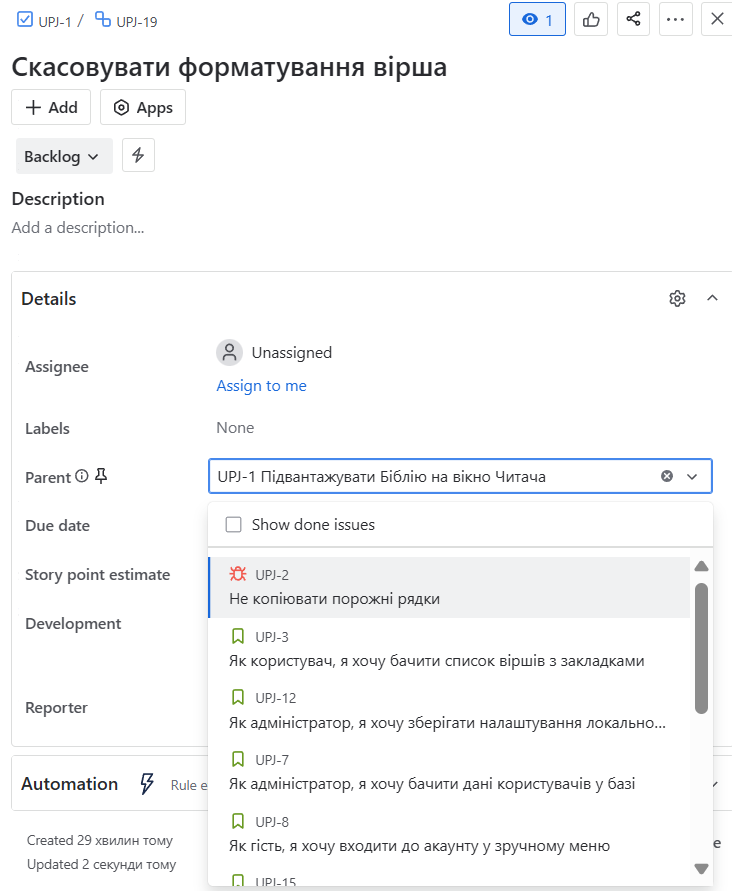 UPJ-1 / UPJ-19
1
Скасовувати форматування вірша
Add
Apps
Backlog
Description
Add a description...
Details
Assignee
Unassigned
Assign to me
Labels
None
Parent
UPJ-1 Підвантажувати Біблію на вікно Читача
Due date
Show done issues
Story point estimate
UPJ-2
Не копіювати порожні рядки
Development
UPJ-3
Як користувач, я хочу бачити список віршів з закладками
Reporter
UPJ-12
Як адміністратор, я хочу зберігати налаштування локально...
UPJ-7
Як адміністратор, я хочу бачити дані користувачів у базі
Automation
Rule e
UPJ-8
Як гість, я хочу входити до акаунту у зручному меню
Created 29 хвилин тому
Updated 2 секунди тому
UPJ-15